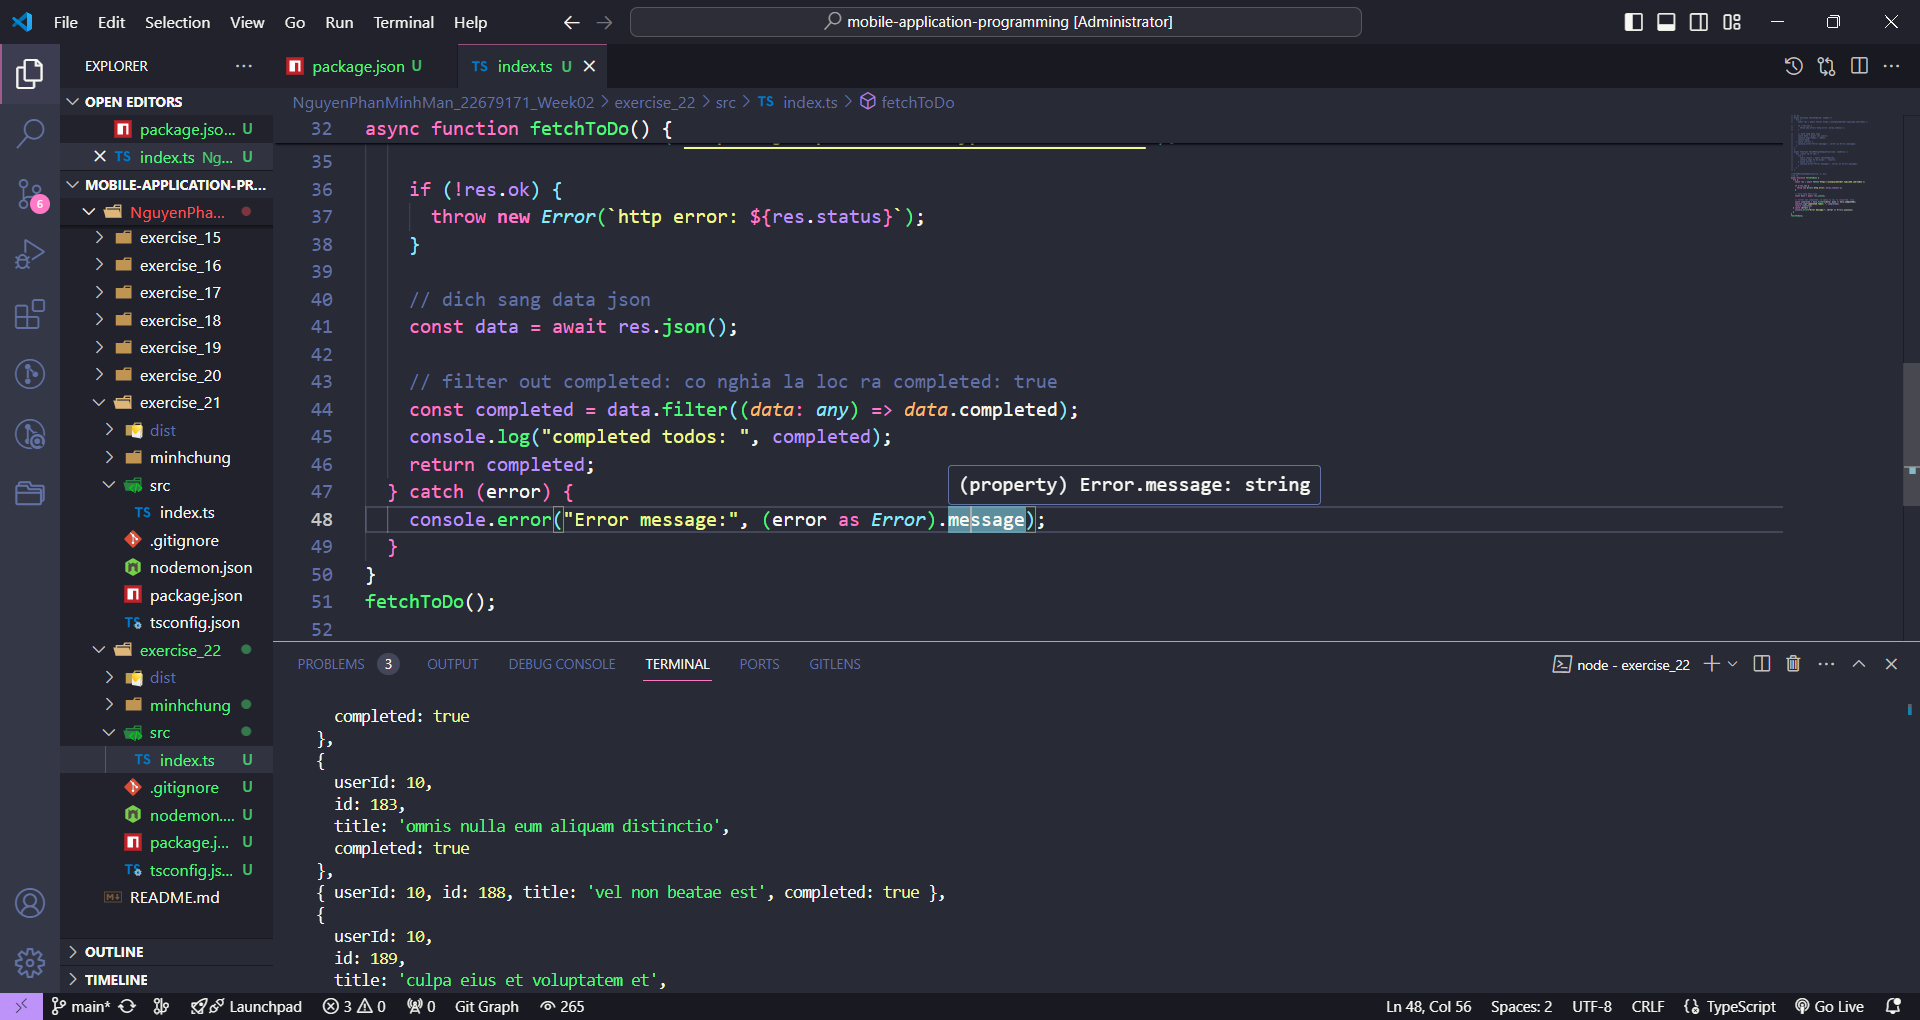 File Edit Selection View Go Run Terminal Help
mobile-application-programming [Administrator]
EXPLORER
OPEN EDITORS
package.jso... U
index.ts Ng... U
MOBILE-APPLICATION-PR...
NguyenPha...
exercise_15
exercise_16
exercise_17
exercise_18
exercise_19
exercise_20
exercise_21
dist
minhchung
src
TS index.ts
.gitignore
nodemon.json
package.json
tsconfig.json
exercise_22
dist
minhchung
src
TS index.ts U
.gitignore U
nodemon.... U
package.j... U
tsconfig.js... U
README.md
OUTLINE
TIMELINE
6
package.json U
TS index.ts U
NguyenPhanMinhMan_22679171_Week02 > exercise_22 > src > TS index.ts > fetchToDo
32 async function fetchToDo() {
35
36 if (!res.ok) {
37 throw new Error(`http error: ${res.status}`);
38 }
39
40 // dich sang data json
41 const data = await res.json();
42
43 // filter out completed: co nghia la loc ra completed: true
44 const completed = data.filter((data: any) => data.completed);
45 console.log("completed todos: ", completed);
46 return completed;
47 } catch (error) {
(property) Error.message: string
48 console.error("Error message:", (error as Error).message);
49 }
50 }
51 fetchToDo();
52
PROBLEMS 3 OUTPUT DEBUG CONSOLE TERMINAL PORTS GITLENS
node - exercise_22
completed: true
},
{
userId: 10,
id: 183,
title: 'omnis nulla eum aliquam distinctio',
completed: true
},
{ userId: 10, id: 188, title: 'vel non beatae est', completed: true },
{
userId: 10,
id: 189,
title: 'culpa eius et voluptatem et',
main* Launchpad 3 0 0 Git Graph 265
Ln 48, Col 56 Spaces: 2 UTF-8 CRLF {} TypeScript Go Live